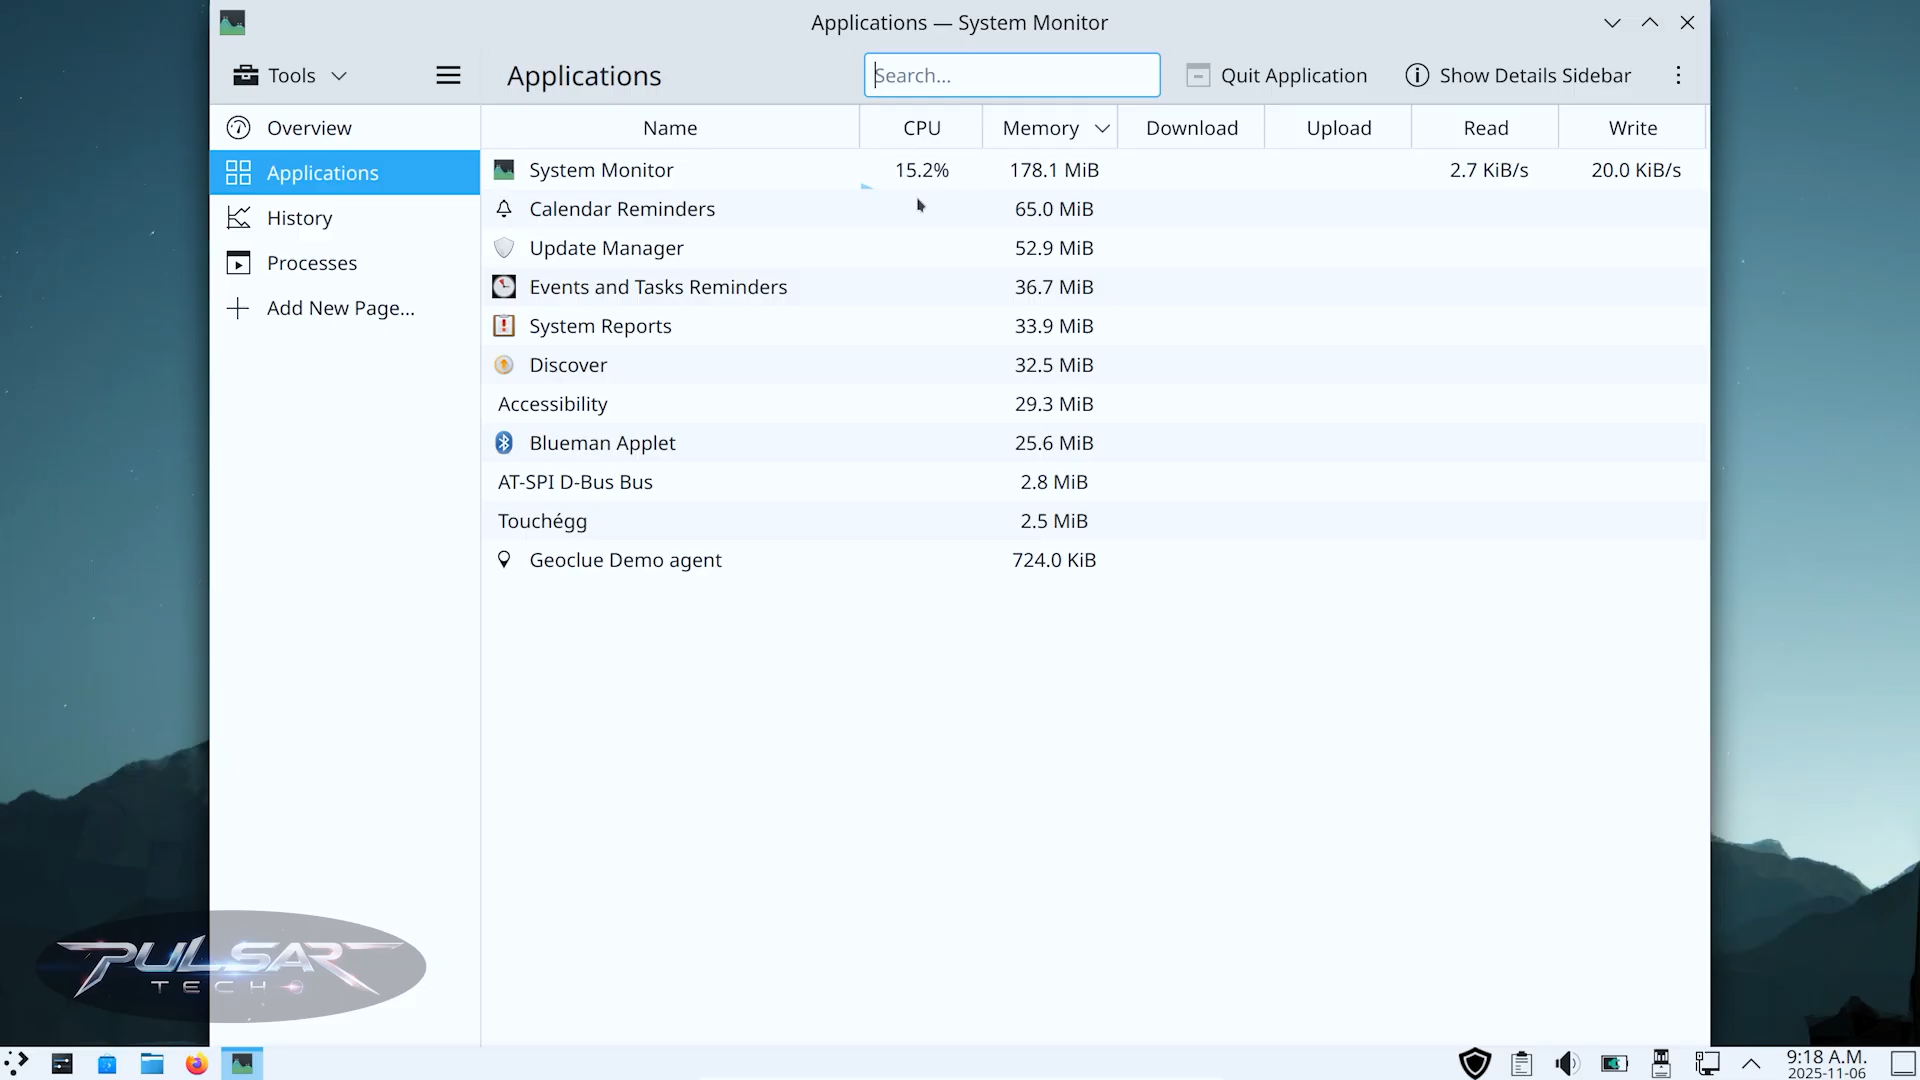 Applications — System Monitor
Tools
Applications
Search...
Quit Application
Show Details Sidebar
Overview
Applications
History
Processes
Add New Page...
Name CPU Memory Download Upload Read Write
System Monitor 15.2% 178.1 MiB 2.7 KiB/s 20.0 KiB/s
Calendar Reminders 65.0 MiB
Update Manager 52.9 MiB
Events and Tasks Reminders 36.7 MiB
System Reports 33.9 MiB
Discover 32.5 MiB
Accessibility 29.3 MiB
Blueman Applet 25.6 MiB
AT-SPI D-Bus Bus 2.8 MiB
Touchégg 2.5 MiB
Geoclue Demo agent 724.0 KiB
PULSAR
TECH
9:18 A.M.
2025-11-06